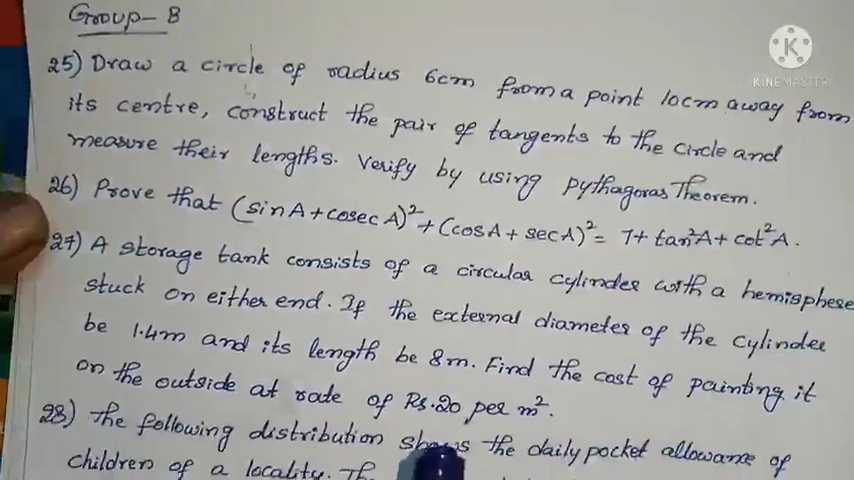 Group- B
KINEMASTER
25) Draw a circle of radius 6cm from a point 10cm away from
its centre, construct the pair of tangents to the circle and
measure their lengths. Verify by using pythagoras Theorem.
26) Prove that (sinA+cosec A)²+(cosA+secA)²= 7+tan²A+cot²A.
27) A storage tank consists of a circular cylinder with a hemisphere
stuck on either end. If the external diameter of the cylinder
be 1.4m and its length be 8m. Find the cost of painting it
on the outside at rate of Rs.20 per m².
28) The following distribution shows the daily pocket allowance of
children of a locality. Th